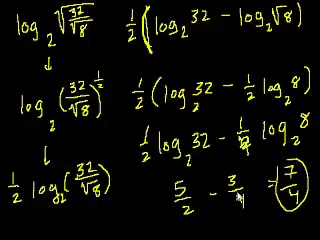 log₂ √(32/√8)
↓
log₂ (32/√8)^(1/2)
↓
1/2 log₂ (32/√8)
1/2 (log₂ 32 − log₂ √8)
1/2 (log₂ 32 − 1/2 log₂ 8)
1/2 log₂ 32 − 1/4 log₂ 8
5/2 − 3/4 = 7/4